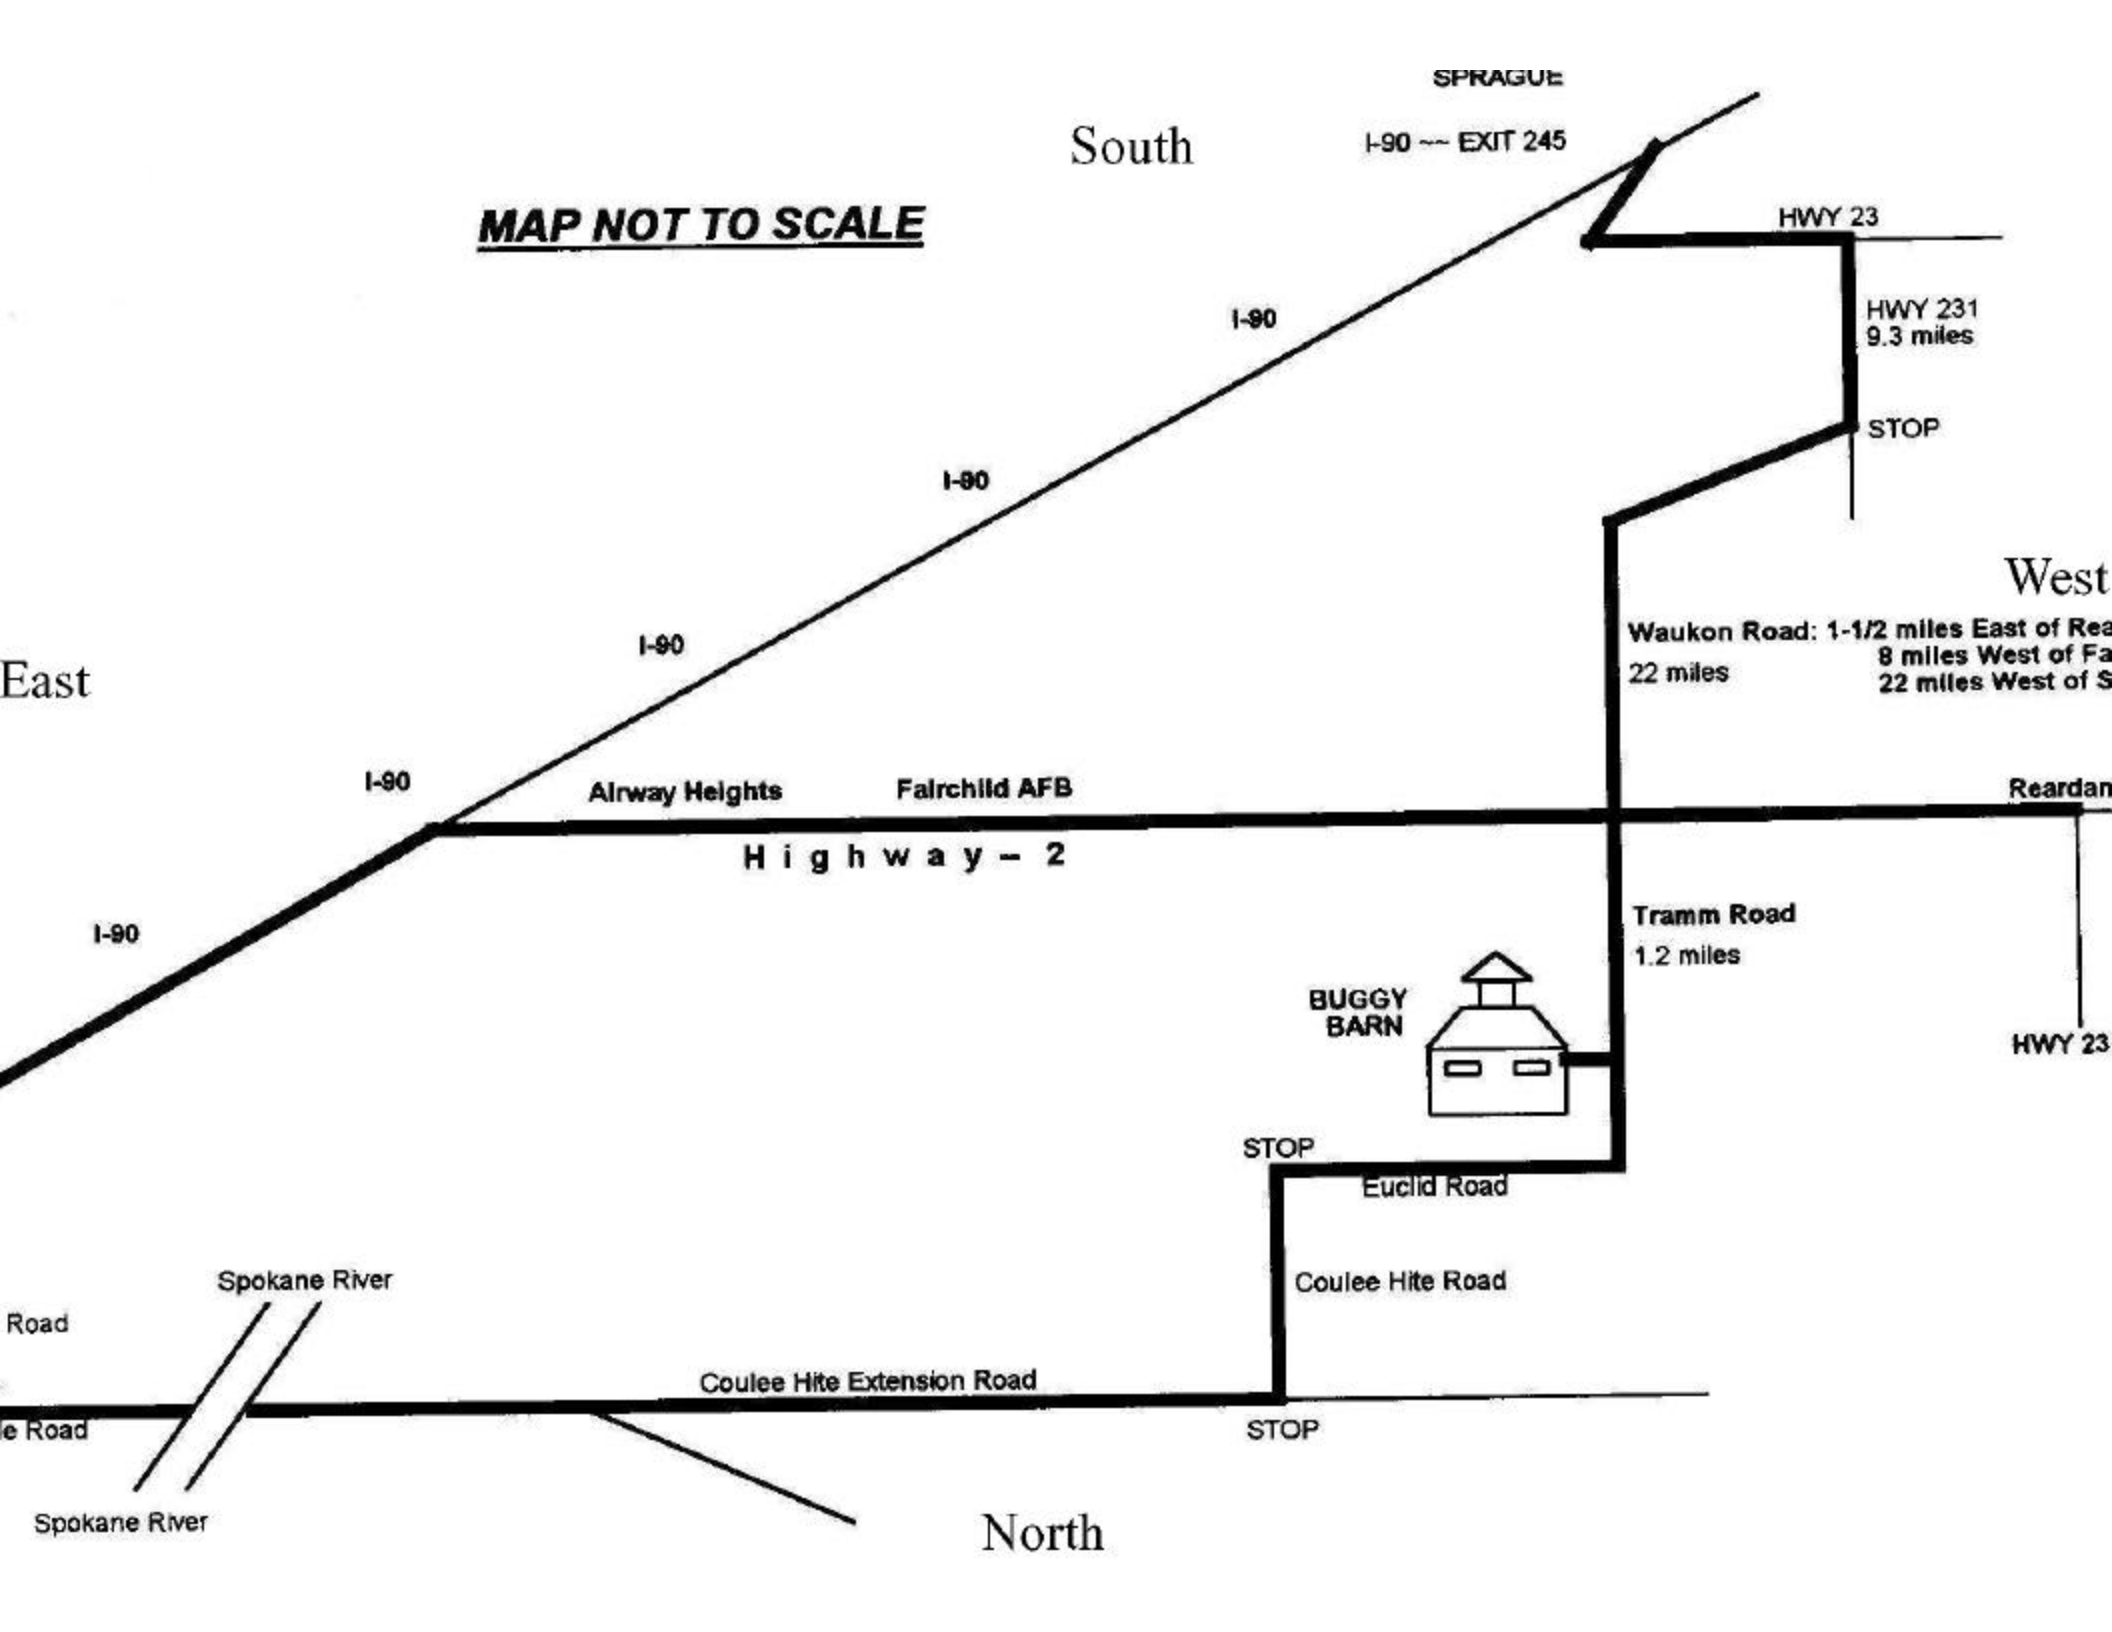 SPRAGUE
South
I-90 ~~ EXIT 245
MAP NOT TO SCALE
HWY 23
HWY 231
9.3 miles
I-90
STOP
I-90
West
Waukon Road: 1-1/2 miles East of Rea
8 miles West of Fa
22 miles
22 miles West of S
I-90
East
I-90
Airway Heights
Fairchild AFB
Reardan
Highway-2
I-90
Tramm Road
1.2 miles
BUGGY
BARN
HWY 23
STOP
Euclid Road
Spokane River
Coulee Hite Road
Road
Coulee Hite Extension Road
le Road
STOP
Spokane River
North